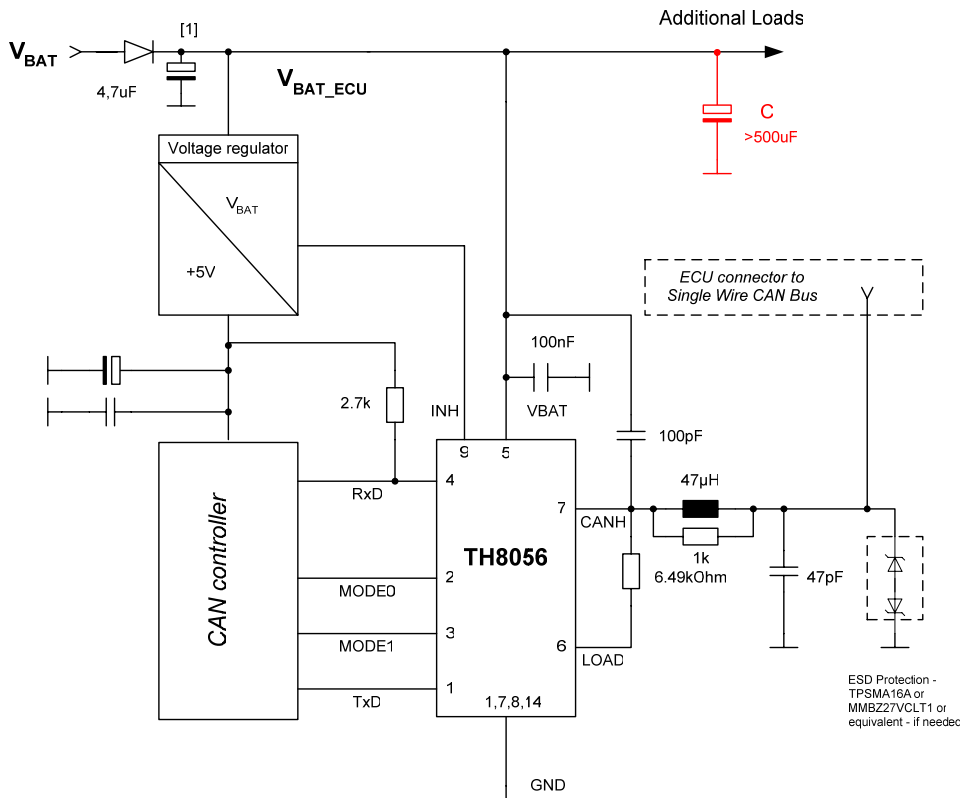 Additional Loads
[1]
VBAT
4,7uF
VBAT_ECU
C
>500uF
Voltage regulator
VBAT
+5V
ECU connector to
Single Wire CAN Bus
100nF
2.7k
INH
VBAT
9
5
100pF
47µH
4
RxD
7
CANH
1k
TH8056
6.49kOhm
47pF
CAN controller
2
MODE0
3
MODE1
6
LOAD
1
TxD
1,7,8,14
ESD Protection -
TPSMA16A or
MMBZ27VCLT1 or
equivalent - if needed
GND